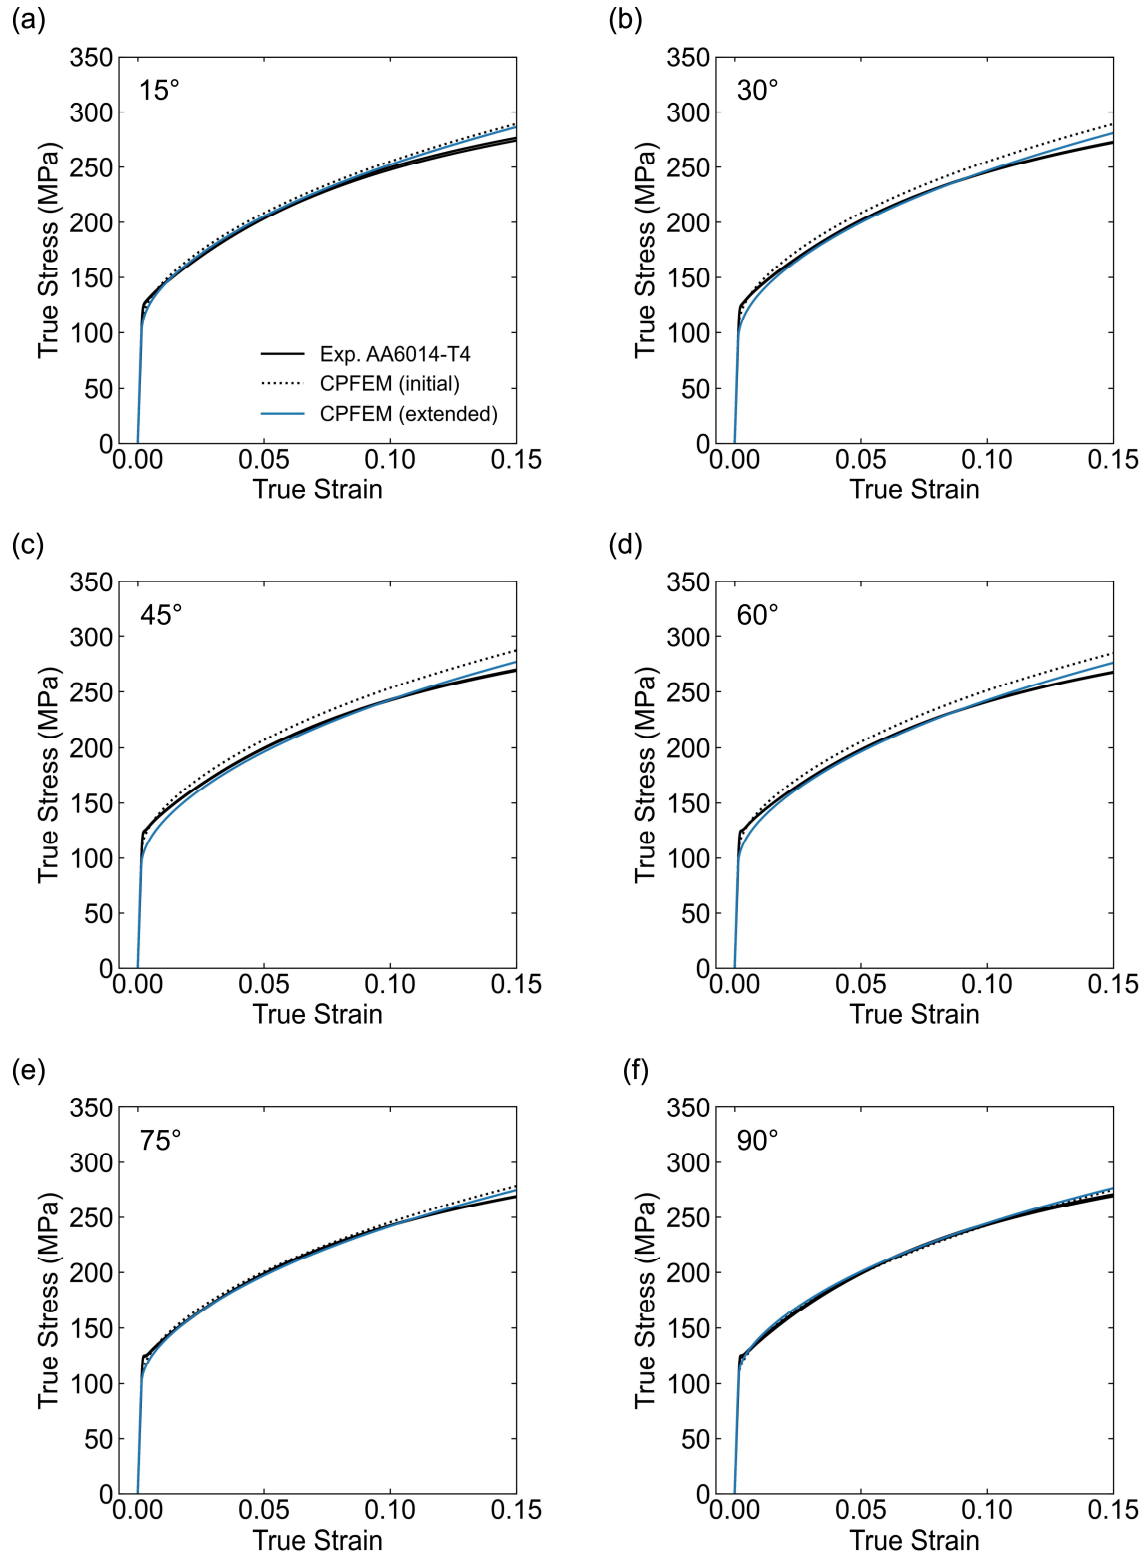 (a)
350
300
250
200
150
100
50
0
True Stress (MPa)
15°
Exp. AA6014-T4
CPFEM (initial)
CPFEM (extended)
0.00 0.05 0.10 0.15
True Strain
(b)
350
300
250
200
150
100
50
0
True Stress (MPa)
30°
0.00 0.05 0.10 0.15
True Strain
(c)
350
300
250
200
150
100
50
0
True Stress (MPa)
45°
0.00 0.05 0.10 0.15
True Strain
(d)
350
300
250
200
150
100
50
0
True Stress (MPa)
60°
0.00 0.05 0.10 0.15
True Strain
(e)
350
300
250
200
150
100
50
0
True Stress (MPa)
75°
0.00 0.05 0.10 0.15
True Strain
(f)
350
300
250
200
150
100
50
0
True Stress (MPa)
90°
0.00 0.05 0.10 0.15
True Strain